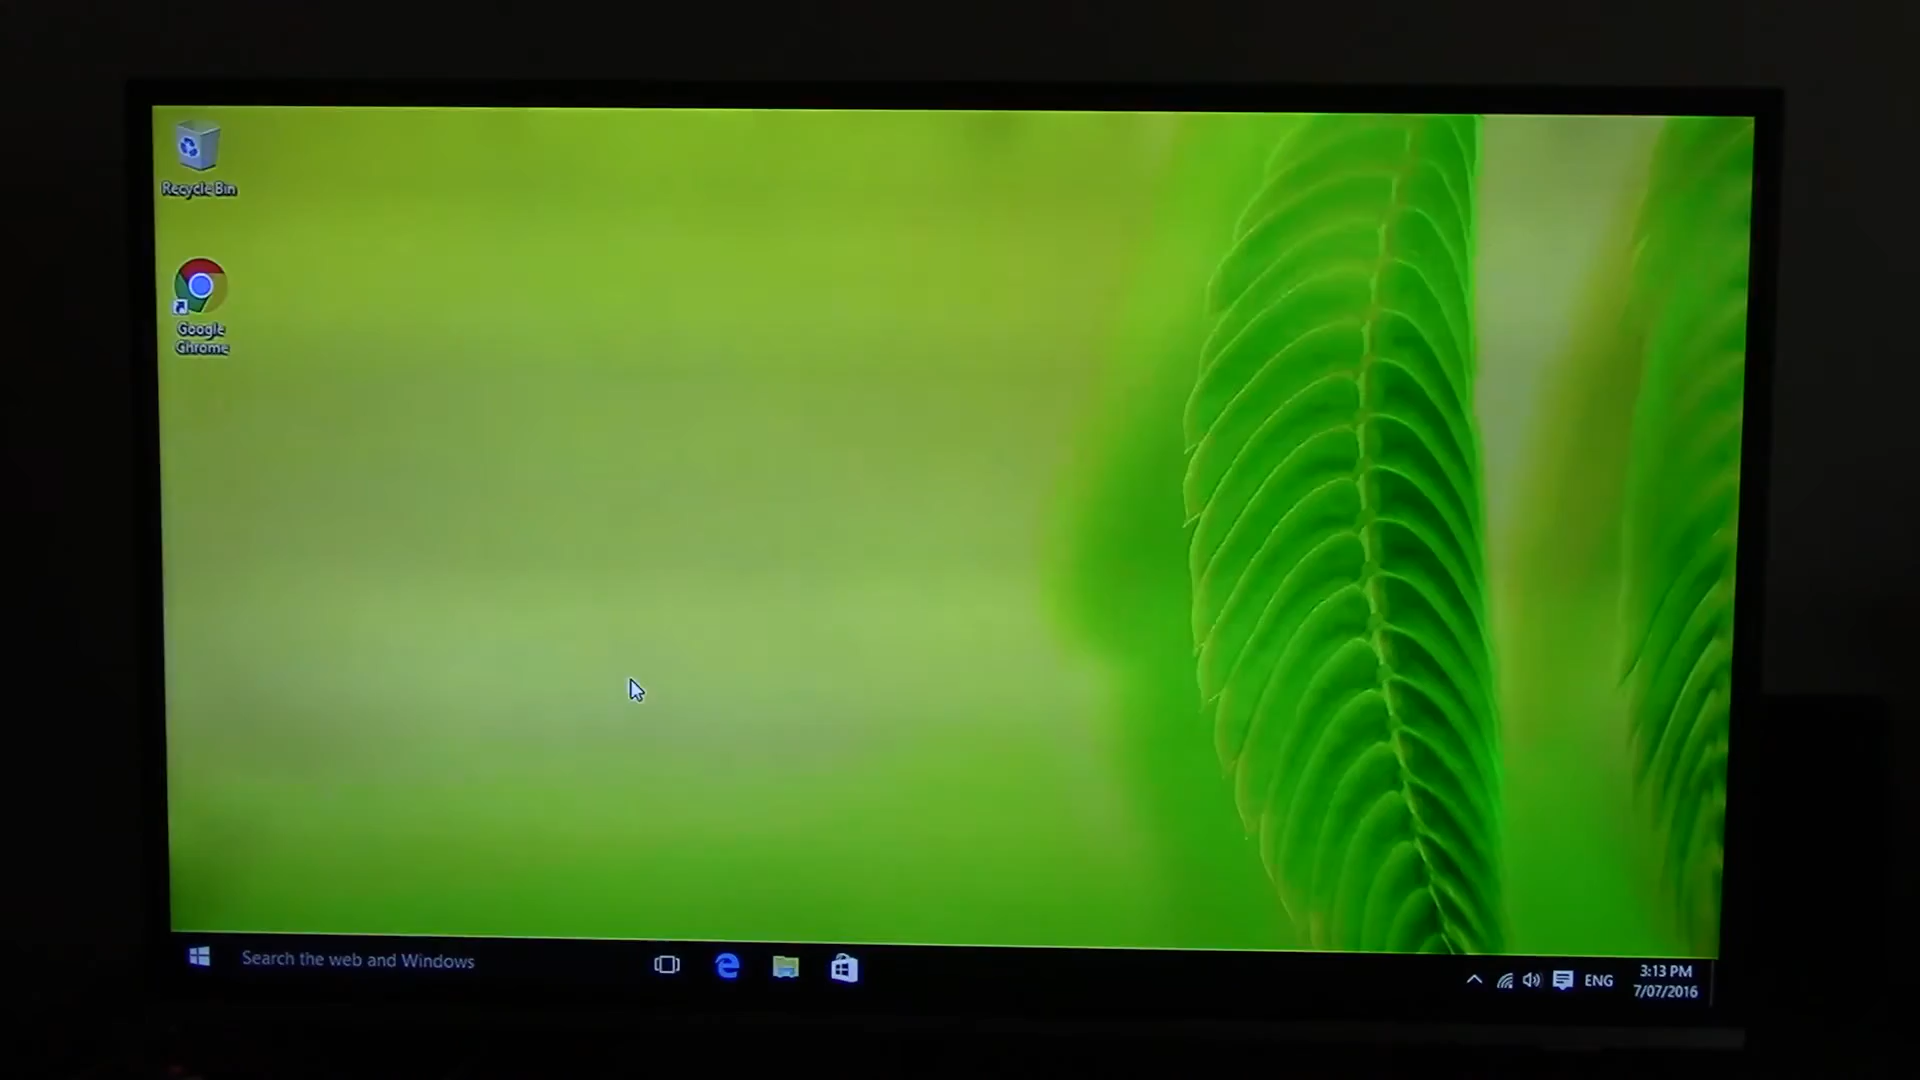 Recycle Bin
Google
Chrome
Search the web and Windows
ENG
3:13 PM
7/07/2016